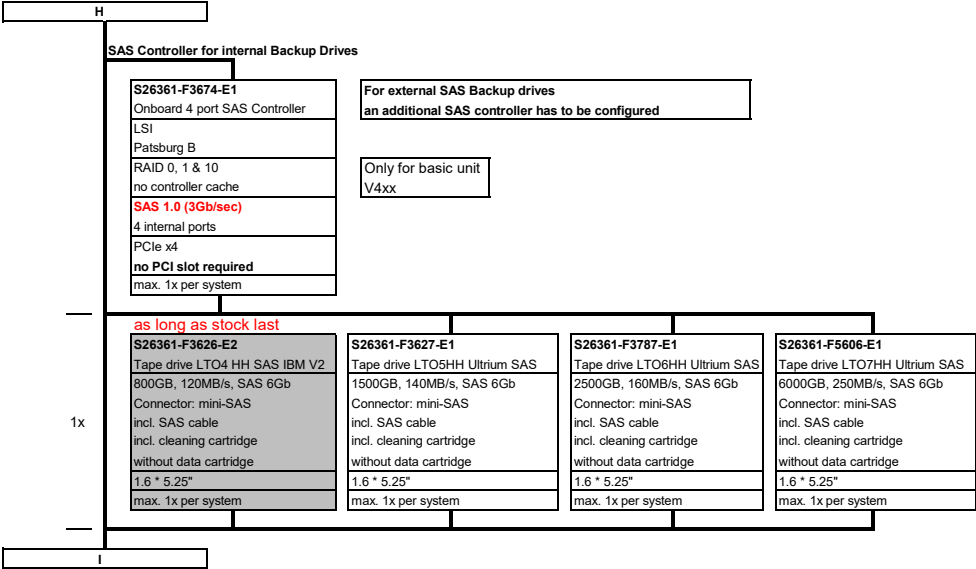 H
SAS Controller for internal Backup Drives
S26361-F3674-E1
Onboard 4 port SAS Controller
LSI
Patsburg B
RAID 0, 1 & 10
no controller cache
SAS 1.0 (3Gb/sec)
4 internal ports
PCIe x4
no PCI slot required
max. 1x per system
For external SAS Backup drives
an additional SAS controller has to be configured
Only for basic unit
V4xx
1x
as long as stock last
S26361-F3626-E2
Tape drive LTO4 HH SAS IBM V2
800GB, 120MB/s, SAS 6Gb
Connector: mini-SAS
incl. SAS cable
incl. cleaning cartridge
without data cartridge
1.6 * 5.25"
max. 1x per system
S26361-F3627-E1
Tape drive LTO5HH Ultrium SAS
1500GB, 140MB/s, SAS 6Gb
Connector: mini-SAS
incl. SAS cable
incl. cleaning cartridge
without data cartridge
1.6 * 5.25"
max. 1x per system
S26361-F3787-E1
Tape drive LTO6HH Ultrium SAS
2500GB, 160MB/s, SAS 6Gb
Connector: mini-SAS
incl. SAS cable
incl. cleaning cartridge
without data cartridge
1.6 * 5.25"
max. 1x per system
S26361-F5606-E1
Tape drive LTO7HH Ultrium SAS
6000GB, 250MB/s, SAS 6Gb
Connector: mini-SAS
incl. SAS cable
incl. cleaning cartridge
without data cartridge
1.6 * 5.25"
max. 1x per system
I